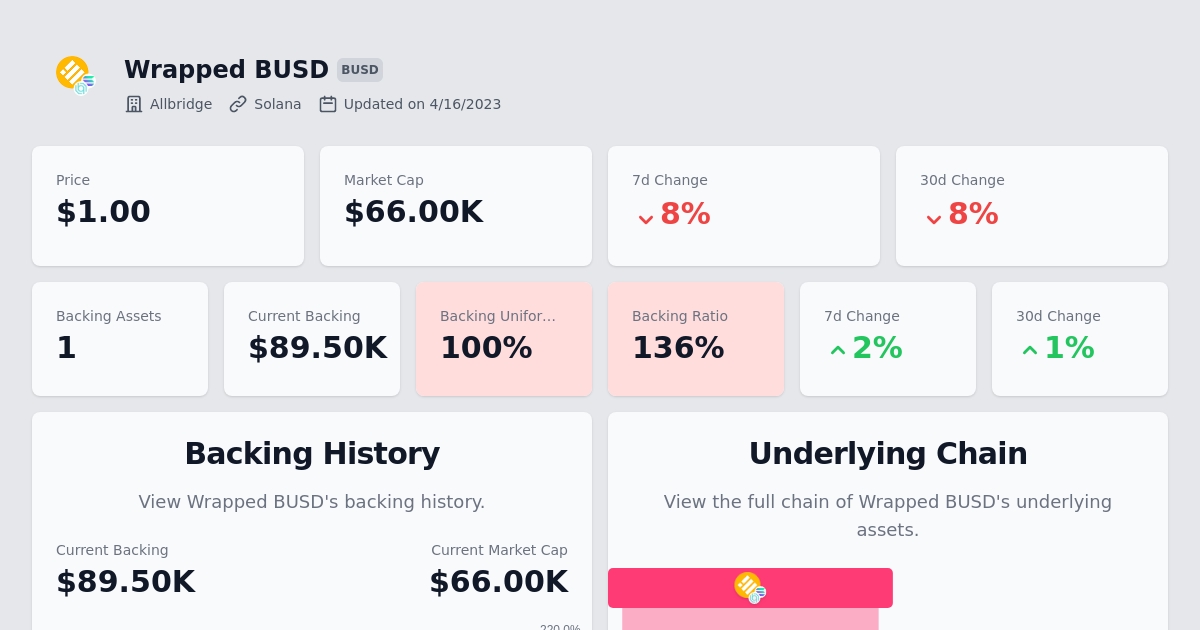 Wrapped BUSD BUSD
Allbridge Solana Updated on 4/16/2023
Price Market Cap 7d Change 30d Change
$1.00 $66.00K 8% 8%
Backing Assets Current Backing Backing Unifor... Backing Ratio 7d Change 30d Change
1 $89.50K 100% 136% 2% 1%
Backing History
View Wrapped BUSD's backing history.
Current Backing Current Market Cap
$89.50K $66.00K
220.0%
Underlying Chain
View the full chain of Wrapped BUSD's underlying
assets.